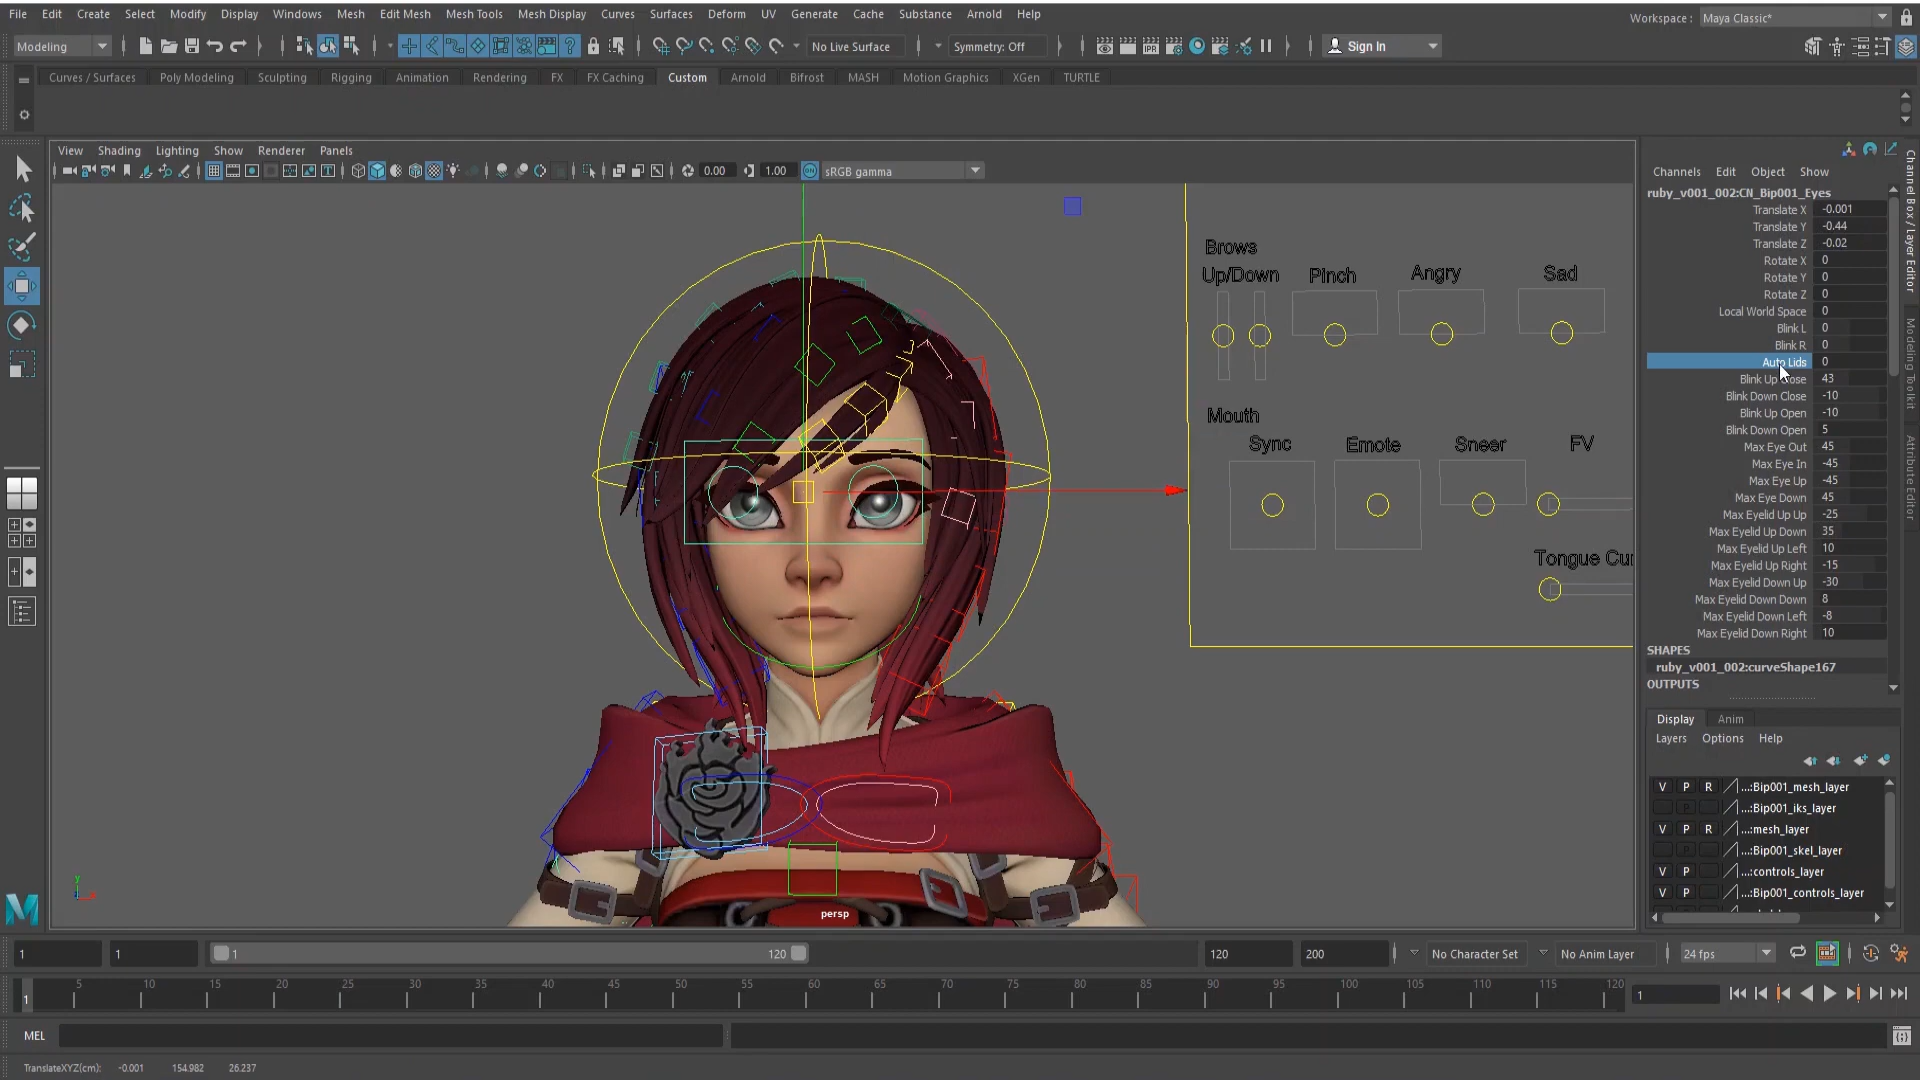 File Edit Create Select Modify Display Windows Mesh Edit Mesh Mesh Tools Mesh Display Curves Surfaces Deform UV Generate Cache Substance Arnold Help
Workspace : Maya Classic*
Modeling No Live Surface Symmetry: Off Sign In
Curves / Surfaces Poly Modeling Sculpting Rigging Animation Rendering FX FX Caching Custom Arnold Bifrost MASH Motion Graphics XGen TURTLE
View Shading Lighting Show Renderer Panels
0.00 1.00 sRGB gamma
Brows
Up/Down Pinch Angry Sad
Mouth
Sync Emote Sneer FV
Tongue Cu
persp
Channels Edit Object Show
ruby_v001_002:CN_Bip001_Eyes
Translate X -0.001
Translate Y -0.44
Translate Z -0.02
Rotate X 0
Rotate Y 0
Rotate Z 0
Local World Space 0
Blink L 0
Blink R 0
Auto Lids 0
Blink Up Close 43
Blink Down Close -10
Blink Up Open -10
Blink Down Open 5
Max Eye Out 45
Max Eye In -45
Max Eye Up -45
Max Eye Down 45
Max Eyelid Up Up -25
Max Eyelid Up Down 35
Max Eyelid Up Left 10
Max Eyelid Up Right -15
Max Eyelid Down Up -30
Max Eyelid Down Down 8
Max Eyelid Down Left -8
Max Eyelid Down Right 10
SHAPES
ruby_v001_002:curveShape167
OUTPUTS
Display Anim
Layers Options Help
V P R ...:Bip001_mesh_layer
P ...:Bip001_iks_layer
V P R ...:mesh_layer
...:Bip001_skel_layer
V P ...:controls_layer
V P ...:Bip001_controls_layer
Channel Box / Layer Editor
Modeling Toolkit
Attribute Editor
1 1 1 120 120 200 No Character Set No Anim Layer 24 fps
1 5 10 15 20 25 30 35 40 45 50 55 60 65 70 75 80 85 90 95 100 105 110 115 120 1
MEL
TranslateXYZ(cm): -0.001 154.982 26.237